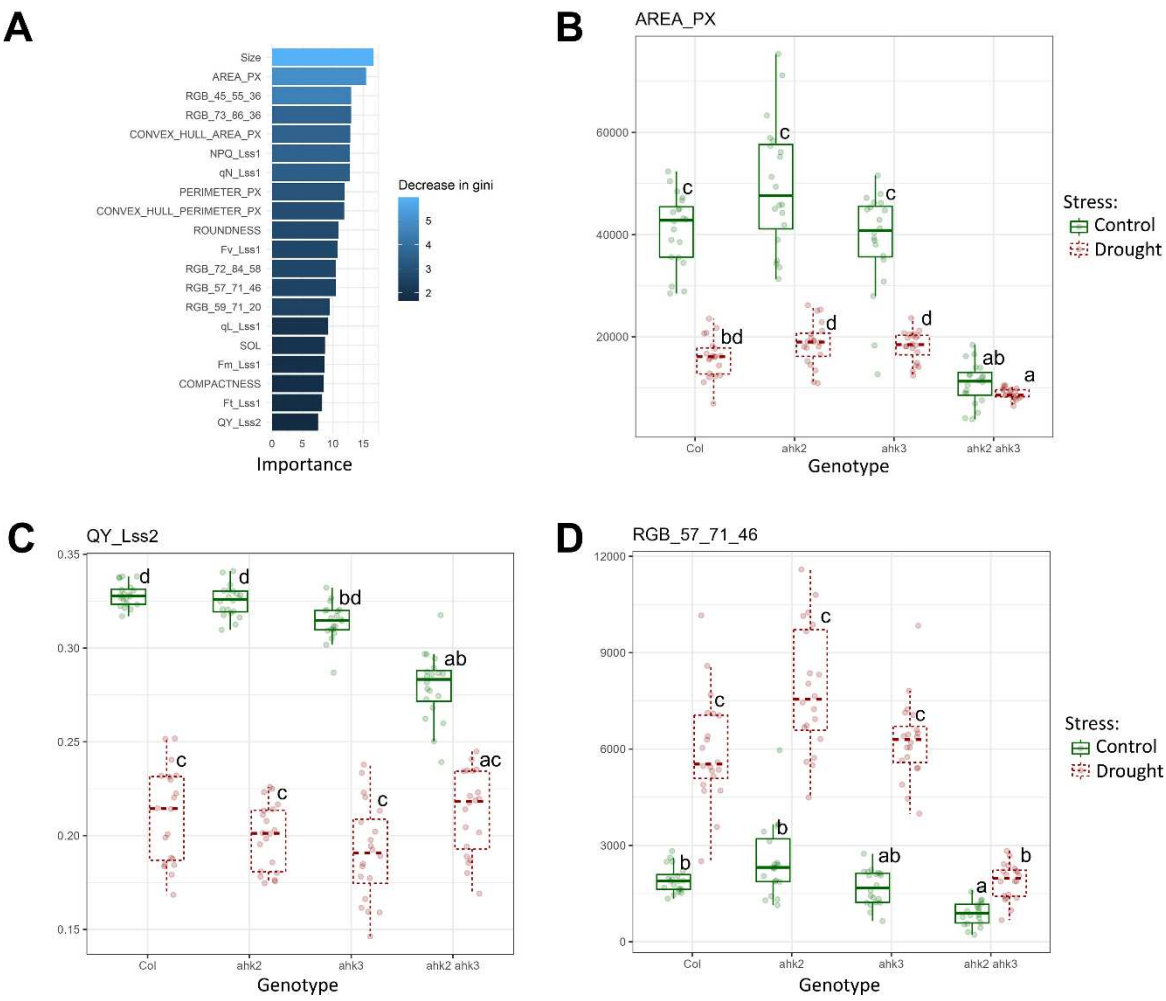 A
Size
AREA_PX
RGB_45_55_36
RGB_73_86_36
CONVEX_HULL_AREA_PX
NPQ_Lss1
qN_Lss1
PERIMETER_PX
CONVEX_HULL_PERIMETER_PX
ROUNDNESS
Fv_Lss1
RGB_72_84_58
RGB_57_71_46
RGB_59_71_20
qL_Lss1
SOL
Fm_Lss1
COMPACTNESS
Ft_Lss1
QY_Lss2
0 5 10 15
Importance
Decrease in gini
5
4
3
2
B
AREA_PX
60000
40000
20000
c
c
c
bd
d
d
ab
a
Col ahk2 ahk3 ahk2 ahk3
Genotype
Stress:
Control
Drought
C
QY_Lss2
0.35
0.30
0.25
0.20
0.15
d
d
bd
ab
c
c
c
ac
Col ahk2 ahk3 ahk2 ahk3
Genotype
D
RGB_57_71_46
12000
9000
6000
3000
0
c
c
c
b
b
ab
a
b
Col ahk2 ahk3 ahk2 ahk3
Genotype
Stress:
Control
Drought